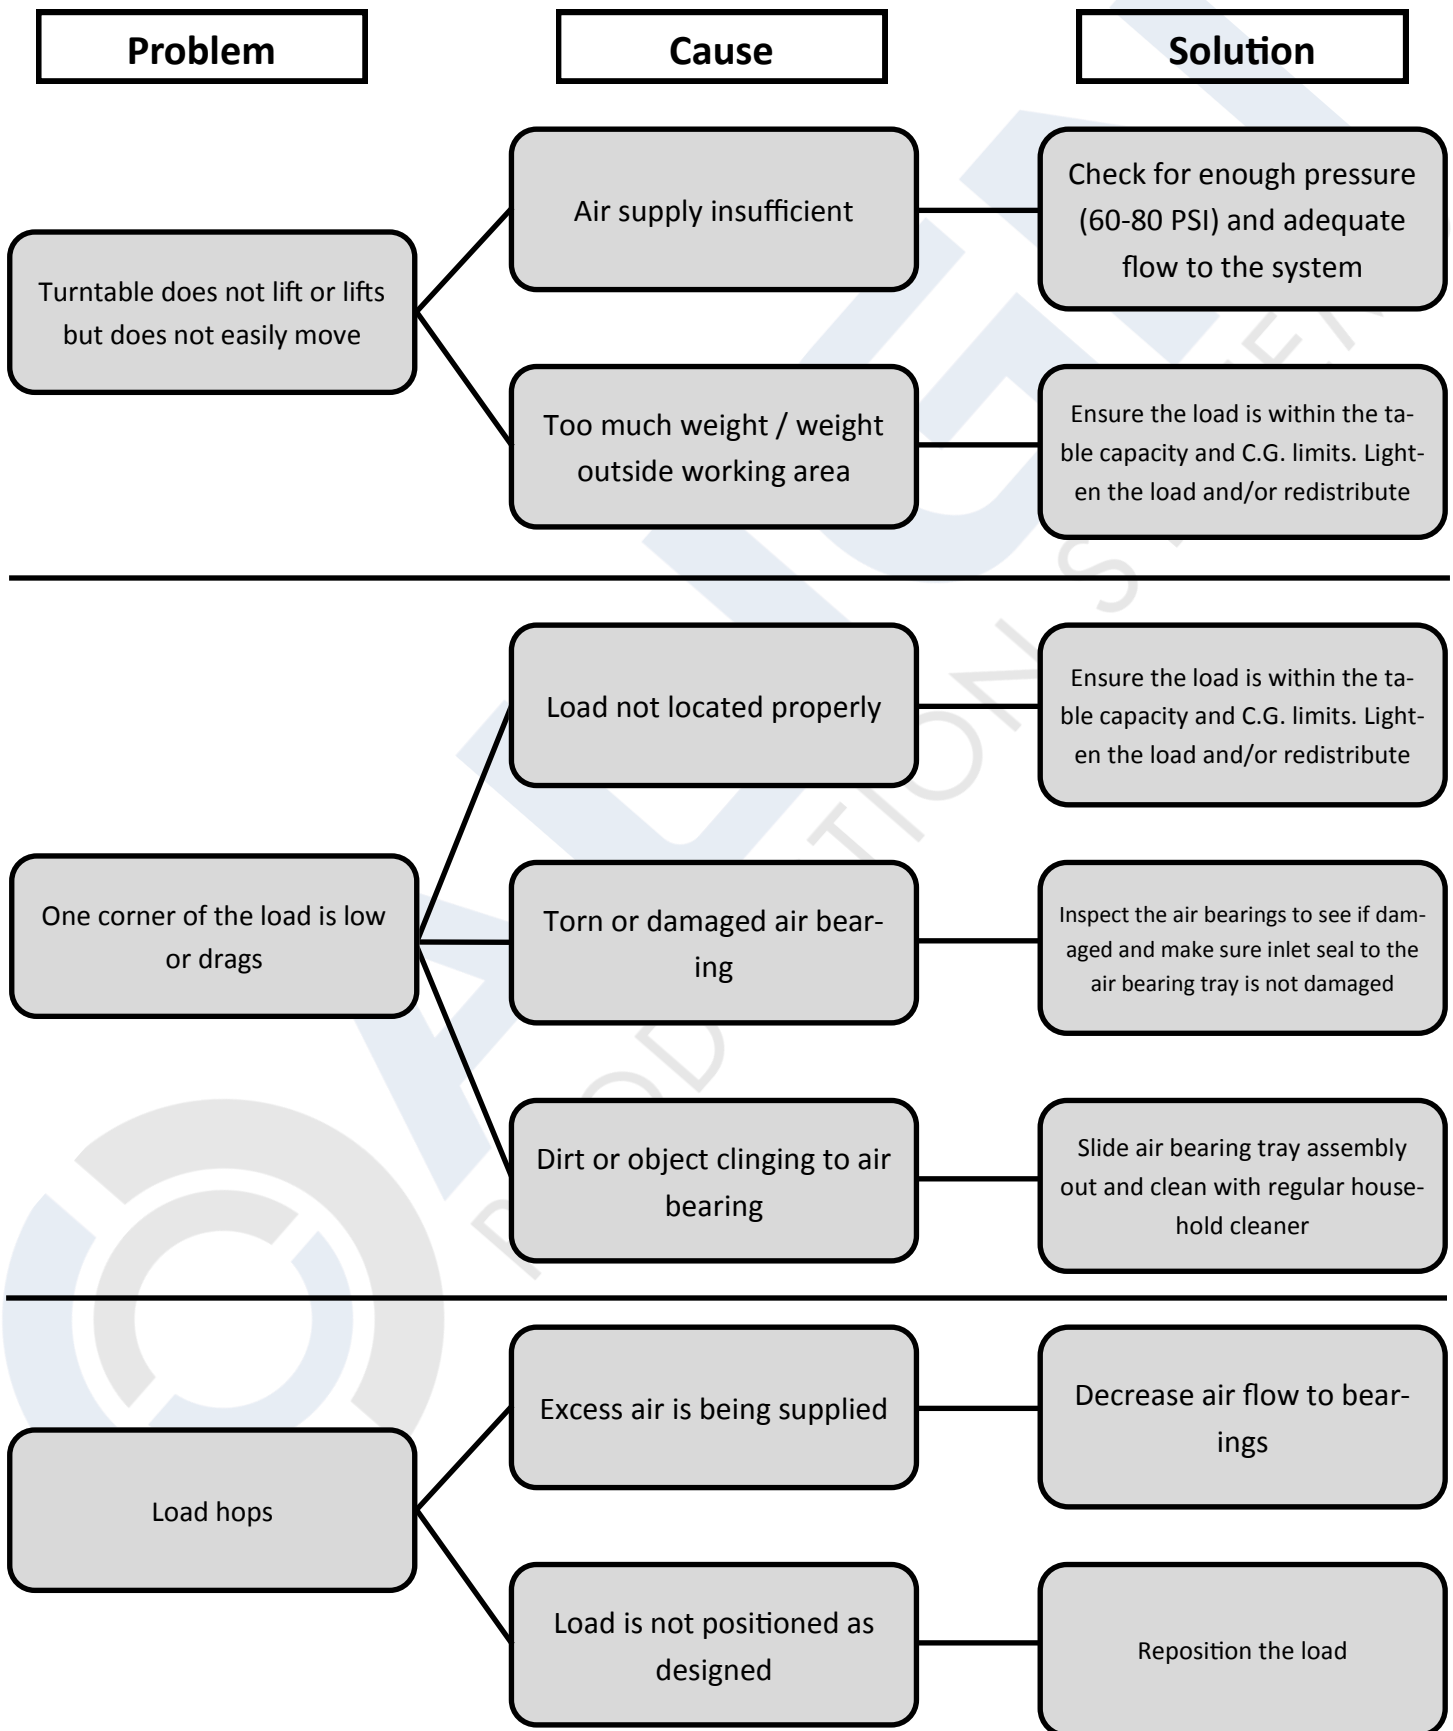 Problem
Cause
Solution
Turntable does not lift or lifts
but does not easily move
Air supply insufficient
Check for enough pressure
(60-80 PSI) and adequate
flow to the system
Too much weight / weight
outside working area
Ensure the load is within the ta-
ble capacity and C.G. limits. Light-
en the load and/or redistribute
One corner of the load is low
or drags
Load not located properly
Ensure the load is within the ta-
ble capacity and C.G. limits. Light-
en the load and/or redistribute
Torn or damaged air bear-
ing
Inspect the air bearings to see if dam-
aged and make sure inlet seal to the
air bearing tray is not damaged
Dirt or object clinging to air
bearing
Slide air bearing tray assembly
out and clean with regular house-
hold cleaner
Load hops
Excess air is being supplied
Decrease air flow to bear-
ings
Load is not positioned as
designed
Reposition the load